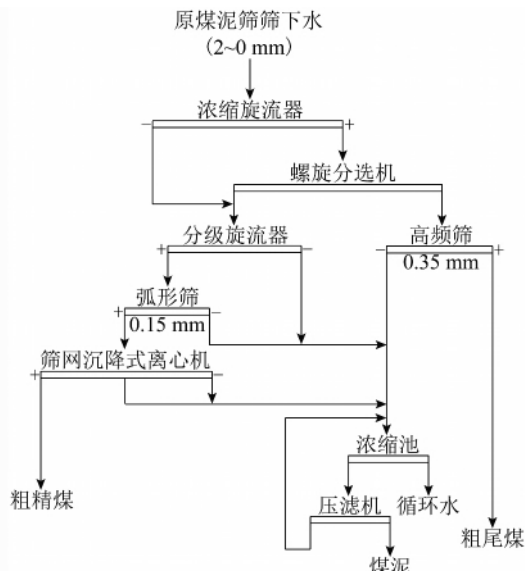 原煤泥筛筛下水
(2~0 mm)
浓缩旋流器
− +
螺旋分选机
分级旋流器
+ −
高频筛
− +
0.35 mm
弧形筛
+ −
0.15 mm
筛网沉降式离心机
+ −
浓缩池
粗精煤
压滤机
循环水
粗尾煤
煤泥